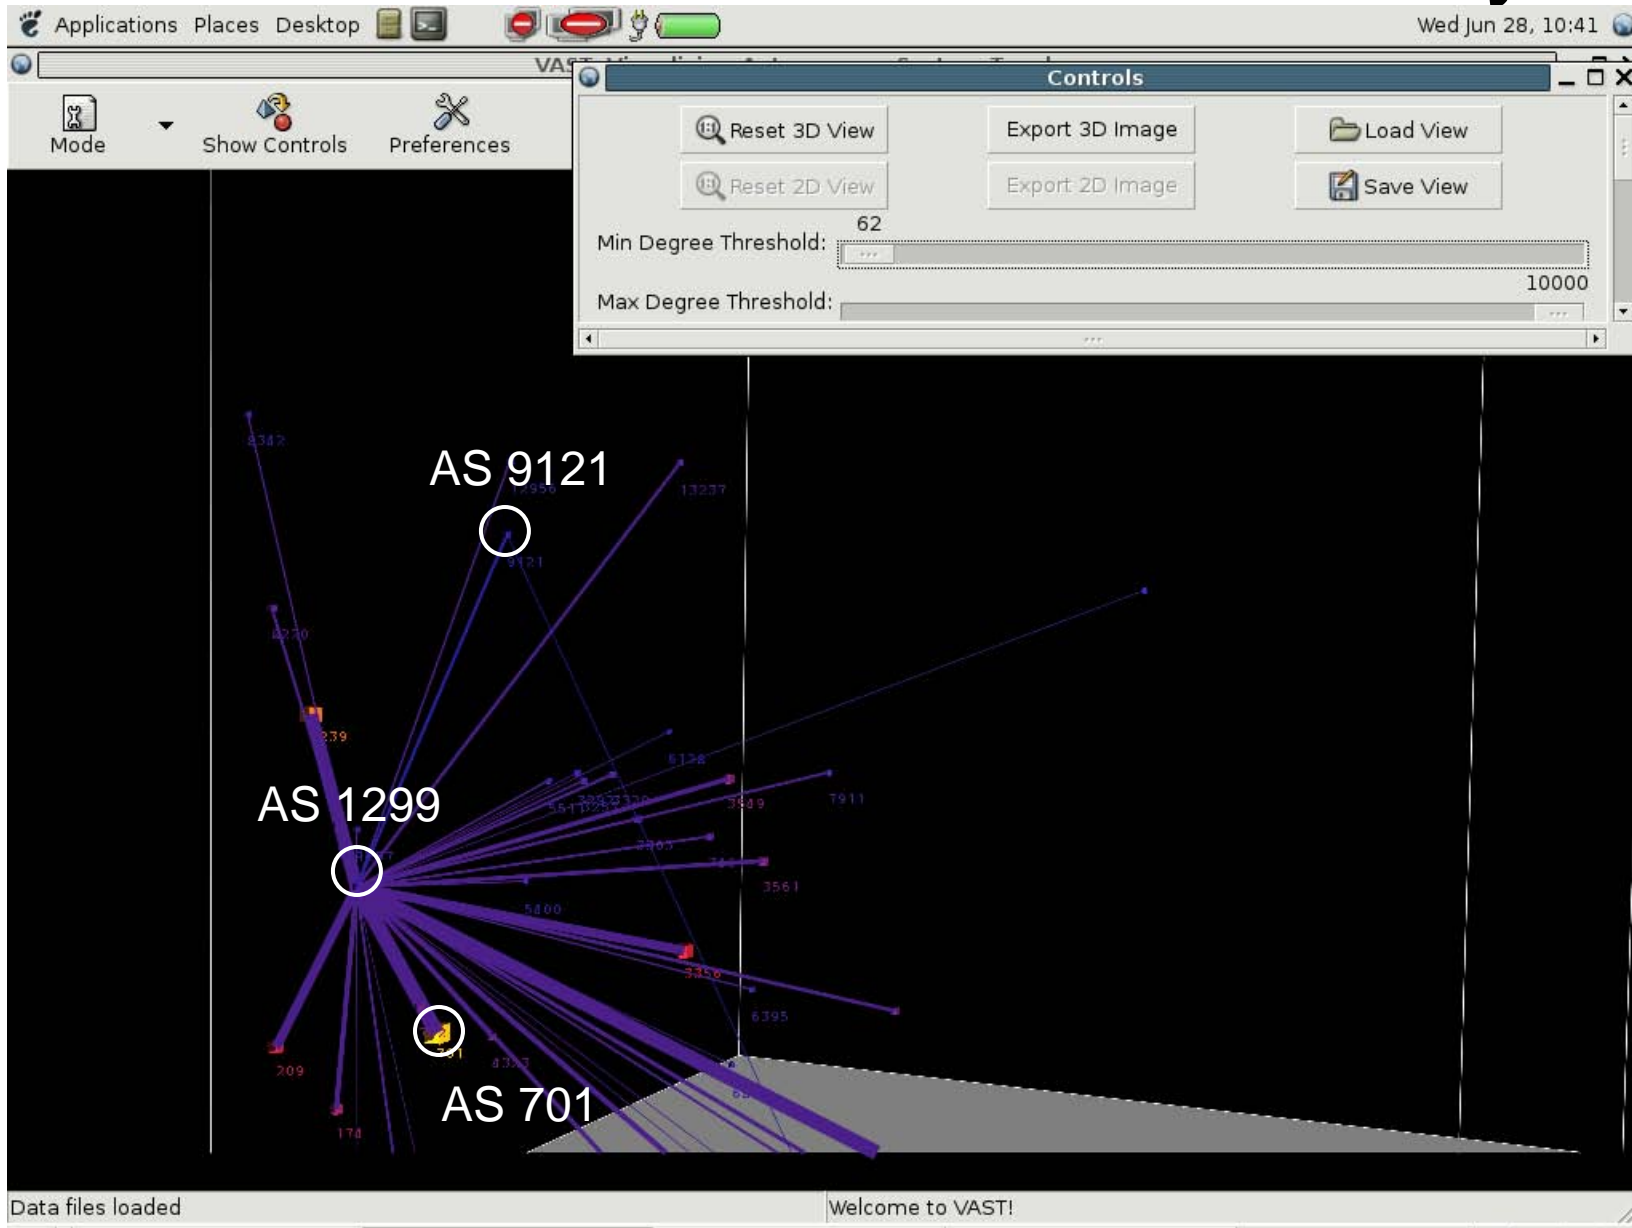 Applications Places Desktop
Wed Jun 28, 10:41
Controls
Mode
Show Controls
Preferences
Reset 3D View
Export 3D Image
Load View
Reset 2D View
Export 2D Image
Save View
62
Min Degree Threshold:
10000
Max Degree Threshold:
8342
AS 9121
12956
13237
9121
239
AS 1299
3549
7911
3561
5400
3356
6395
209
4323
AS 701
174
Data files loaded
Welcome to VAST!